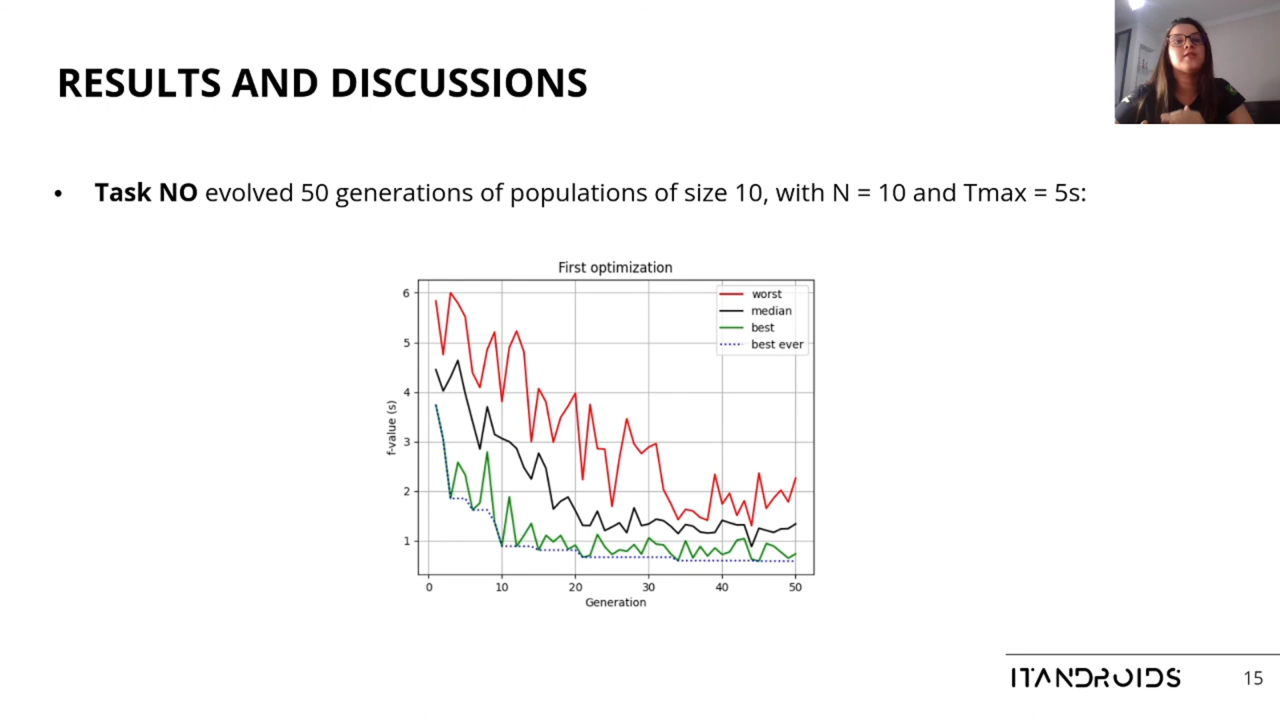 RESULTS AND DISCUSSIONS
• Task NO evolved 50 generations of populations of size 10, with N = 10 and Tmax = 5s:
First optimization
worst
median
best
best ever
6
5
4
3
2
1
f-value (s)
0 10 20 30 40 50
Generation
ITANDROIDS
15